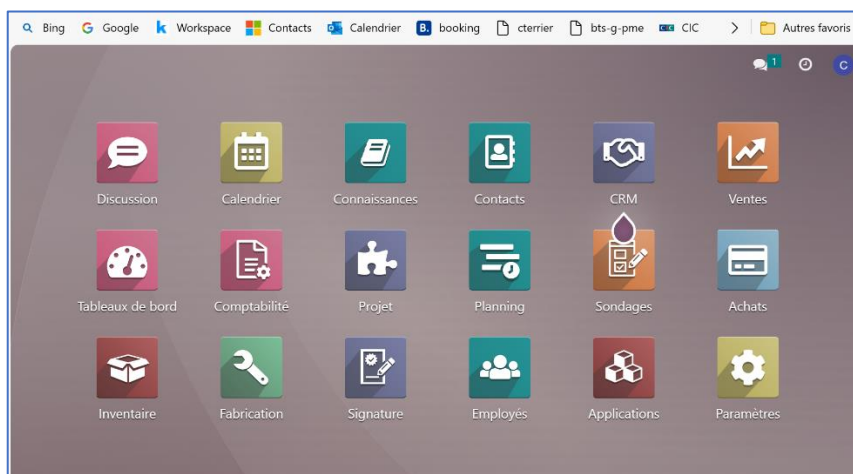 Bing Google Workspace Contacts Calendrier B. booking cterrier bts-g-pme CIC CIC Autres favoris
1 C
Discussion Calendrier Connaissances Contacts CRM Ventes
Tableaux de bord Comptabilité Projet Planning Sondages Achats
Inventaire Fabrication Signature Employés Applications Paramètres